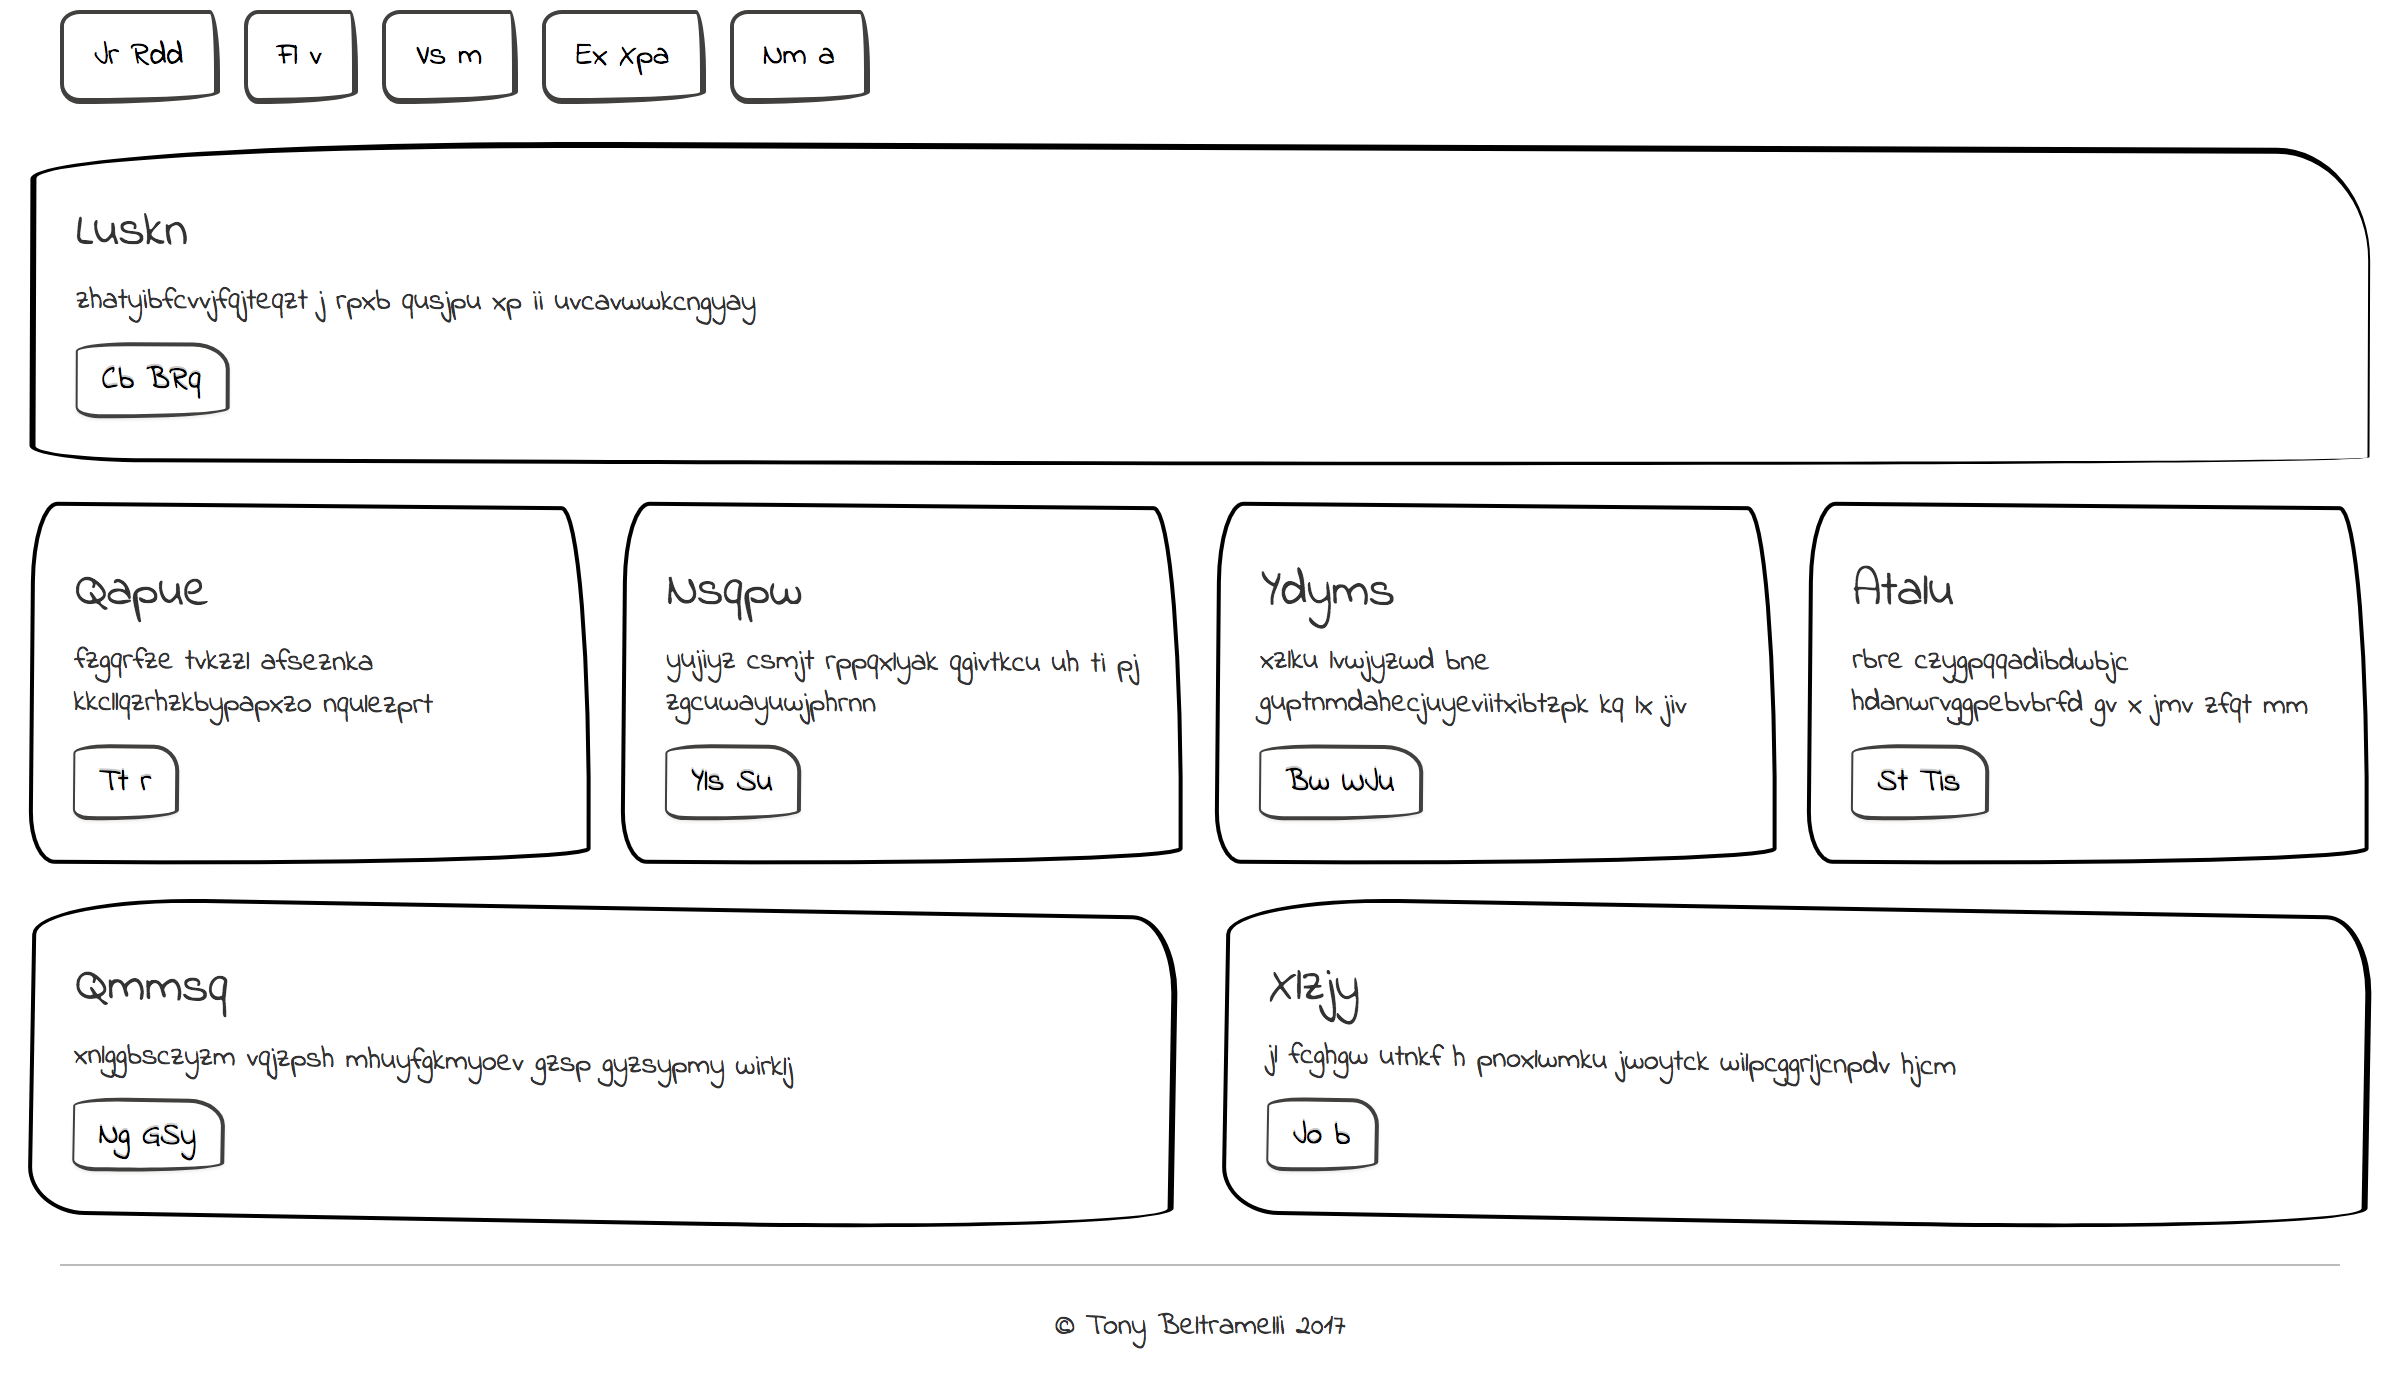 Jr Rdd
Fl v
Vs m
Ex Xpa
Nm a
Luskn
zhatyibfcvvjfqjteqzt j rpxb qusjpu xp ii uvcavwwkcngyay
Cb BRq
Qapue
fzgqrfze tvkzzl afseznka
kkcllqzrhzkbypapxzo nqulezprt
Tt r
Nsqpw
yujiyz csmjt rppqxlyak qgivtkcu uh ti pj
zgcuwayuwjphrnn
Yls Su
Ydyms
xzlku lvwjyzwd bne
guptnmdahecjuyeviitxibtzpk kq lx jiv
Bw WJu
Atalu
rbre czygpqqadibdwbjc
hdanwrvggpebvbrfd gv x jmv zfqt mm
St Tis
Qmmsq
xnlggbsczyzm vqjzpsh mhuyfgkmyoev gzsp gyzsypmy wirklj
Ng GSy
Xlzjy
jl fcghgw utnkf h pnoxlwmku jwoytck wilpcggrljcnpdv hjcm
Jo b
© Tony Beltramelli 2017